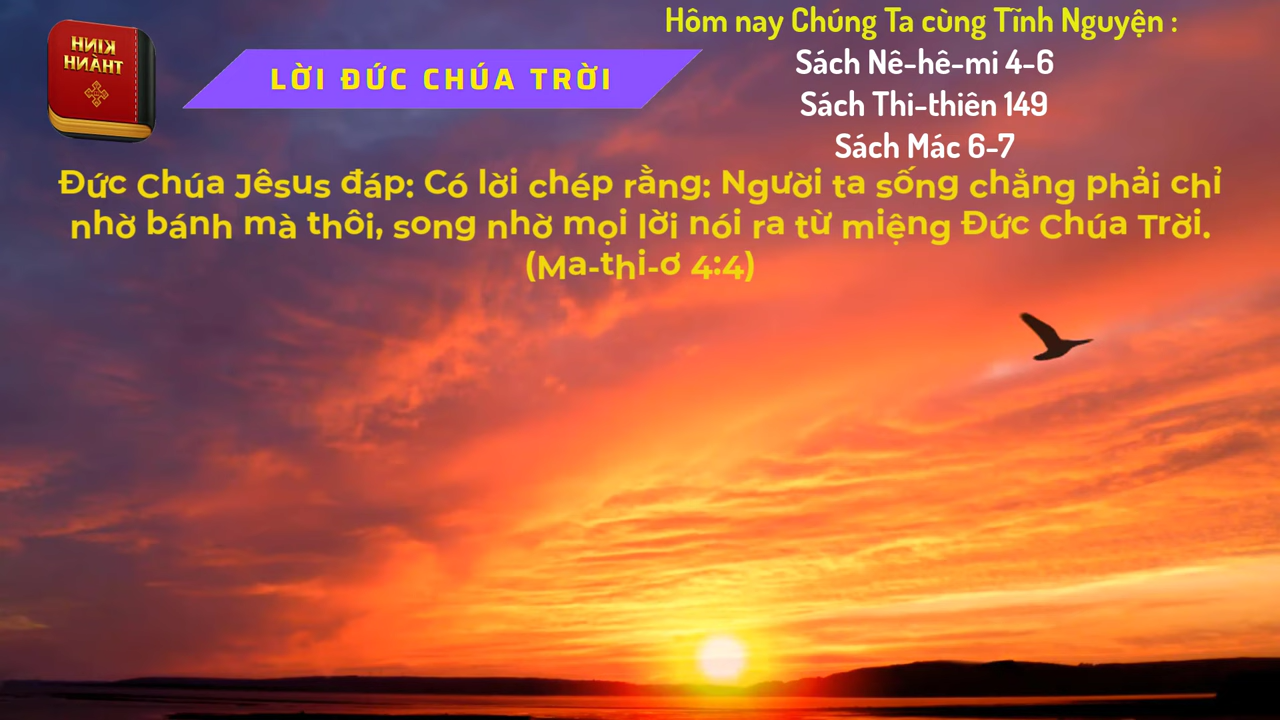 KINH
THÁNH
LỜI ĐỨC CHÚA TRỜI
Hôm nay Chúng Ta cùng Tĩnh Nguyện :
Sách Nê-hê-mi 4-6
Sách Thi-thiên 149
Sách Mác 6-7
Đức Chúa Jêsus đáp: Có lời chép rằng: Người ta sống chẳng phải chỉ
nhờ bánh mà thôi, song nhờ mọi lời nói ra từ miệng Đức Chúa Trời.
(Ma-thi-ơ 4:4)